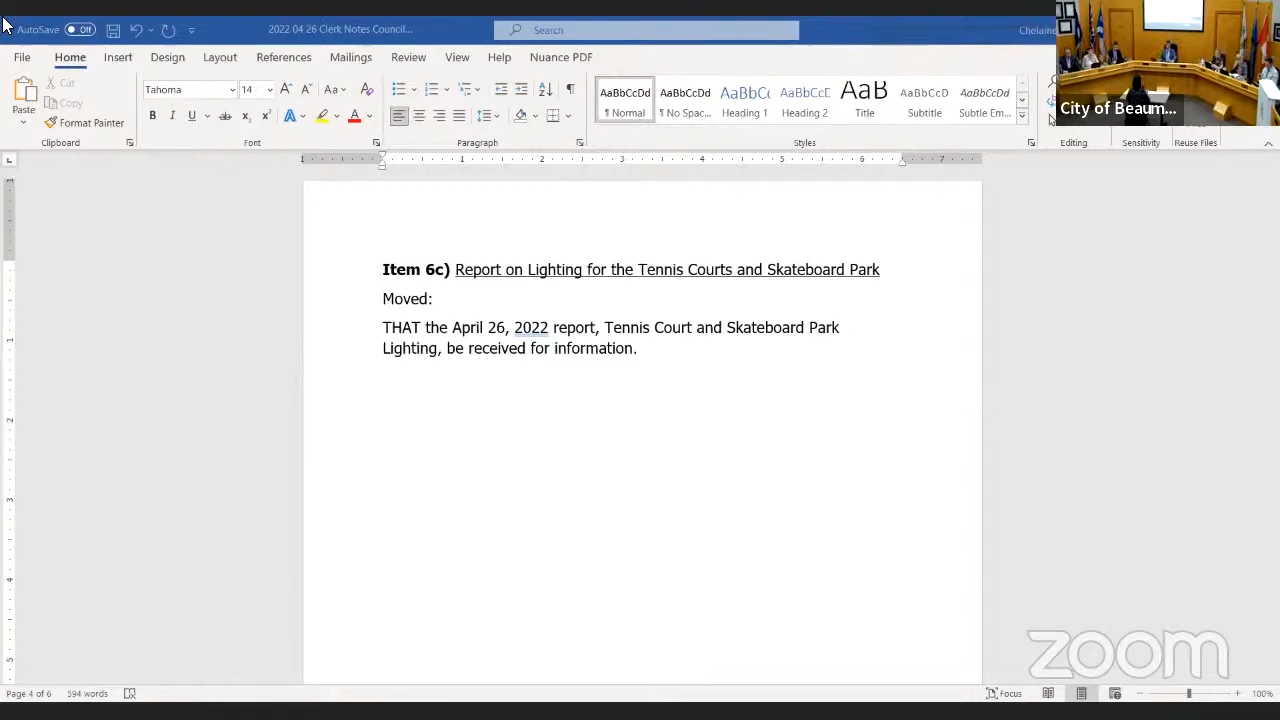 AutoSave Off 2022 04 26 Clerk Notes Council... Search Chelaine
File Home Insert Design Layout References Mailings Review View Help Nuance PDF
Paste Cut Copy Format Painter
Tahoma 14
AaBbCcDd AaBbCcDd AaBbC AaBbCcE AaB AaBbCcD AaBbCcDd
¶ Normal ¶ No Spac... Heading 1 Heading 2 Title Subtitle Subtle Em...
Clipboard Font Paragraph Styles Editing Sensitivity Reuse Files
City of Beaum...
Item 6c) Report on Lighting for the Tennis Courts and Skateboard Park
Moved:
THAT the April 26, 2022 report, Tennis Court and Skateboard Park
Lighting, be received for information.
zoom
Page 4 of 6 594 words Focus 100%